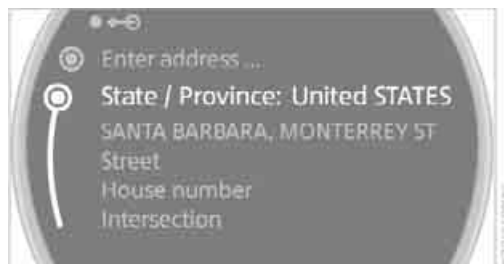 Enter address ...
State / Province: United STATES
SANTA BARBARA, MONTERREY ST
Street
House number
Intersection